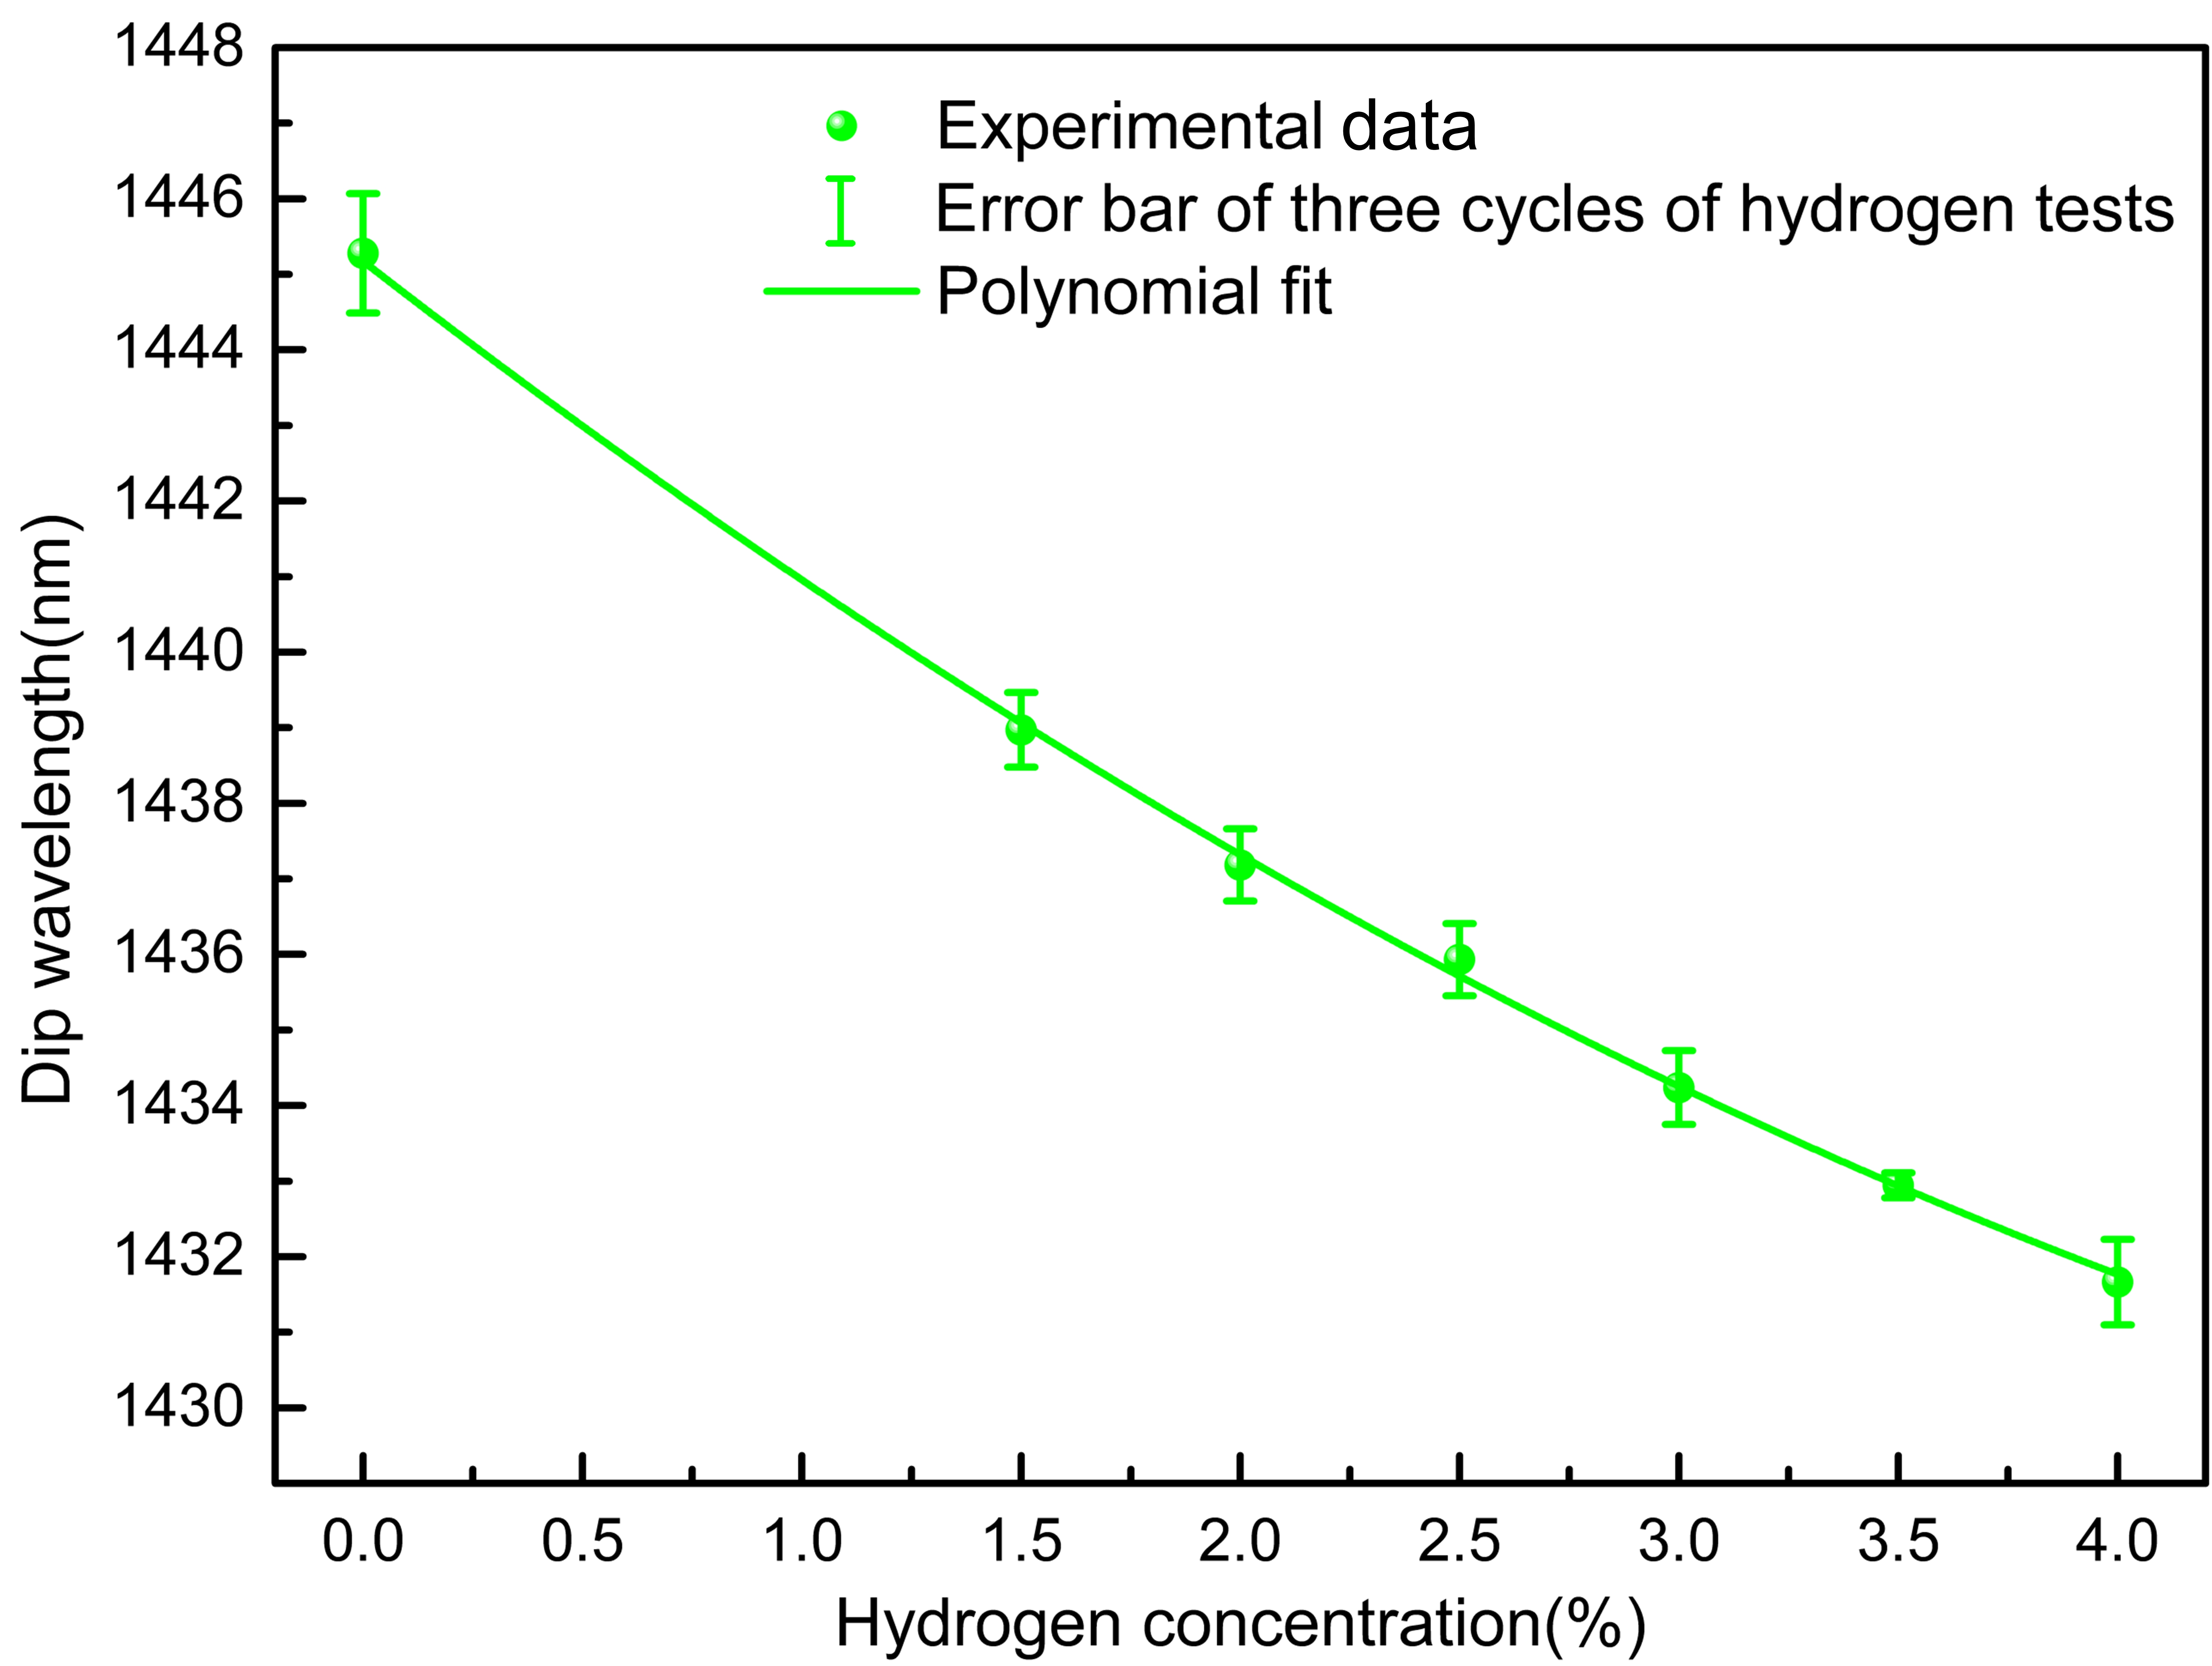 1448
1446
1444
1442
1440
1438
1436
1434
1432
1430
Dip wavelength(nm)
Experimental data
Error bar of three cycles of hydrogen tests
Polynomial fit
0.0 0.5 1.0 1.5 2.0 2.5 3.0 3.5 4.0
Hydrogen concentration(%)